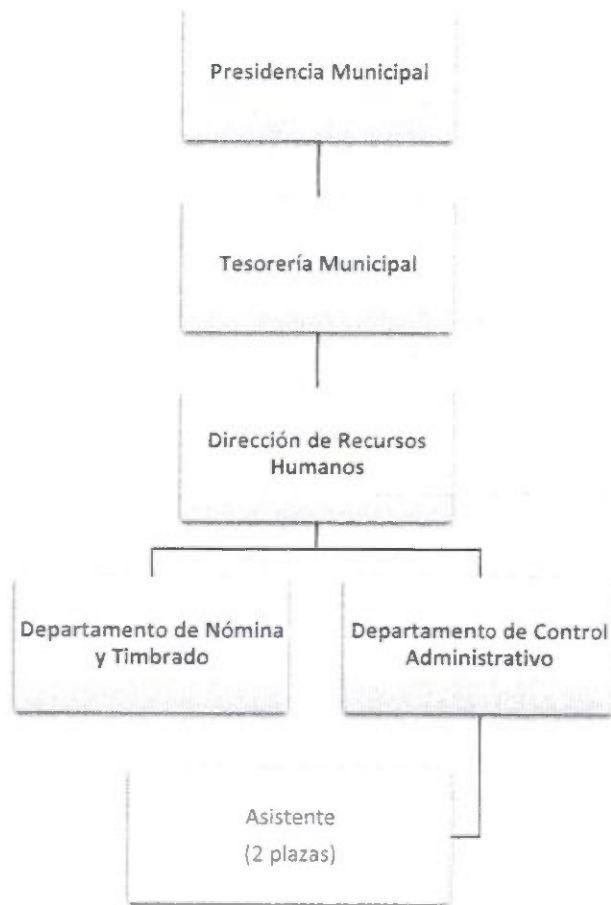 Presidencia Municipal
Tesorería Municipal
Dirección de Recursos
Humanos
Departamento de Nómina
y Timbrado
Departamento de Control
Administrativo
Asistente
(2 plazas)